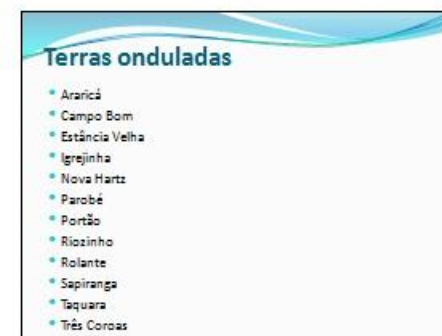 Terras onduladas
Araricá
Campo Bom
Estância Velha
Igrejinha
Nova Hartz
Parobé
Portão
Riozinho
Rolante
Sapiranga
Taquara
Três Coroas